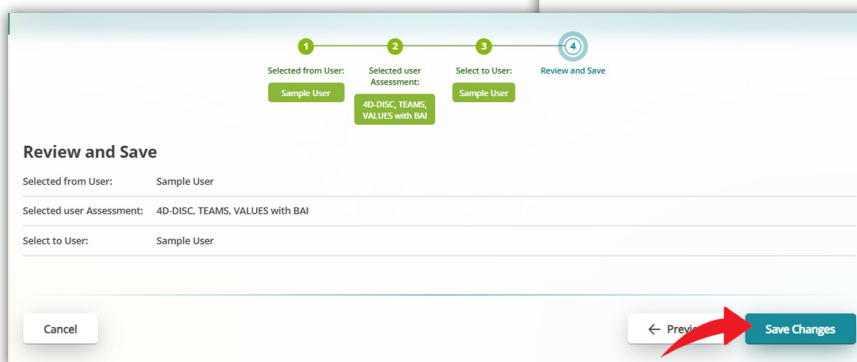 1 2 3 4
Selected from User: Selected user Assessment: Select to User: Review and Save
Sample User 4D-DISC, TEAMS, VALUES with BAI Sample User
Review and Save
Selected from User: Sample User
Selected user Assessment: 4D-DISC, TEAMS, VALUES with BAI
Select to User: Sample User
Cancel ← Save Changes